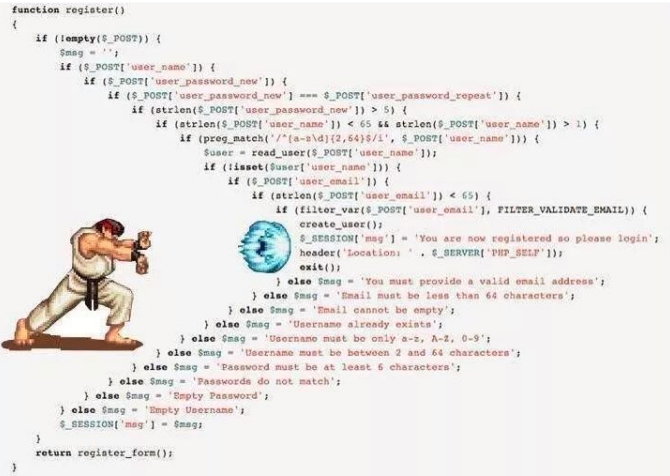 function register()
{
    if (!empty($_POST)) {
        $msg = '';
        if ($_POST['user_name']) {
            if ($_POST['user_password_new']) {
                if ($_POST['user_password_new'] === $_POST['user_password_repeat']) {
                    if (strlen($_POST['user_password_new']) > 5) {
                        if (strlen($_POST['user_name']) < 65 && strlen($_POST['user_name']) > 1) {
                            if (preg_match('/^[a-z\d]{2,64}$/i', $_POST['user_name'])) {
                                $user = read_user($_POST['user_name']);
                                if (!isset($user['user_name'])) {
                                    if ($_POST['user_email']) {
                                        if (strlen($_POST['user_email']) < 65) {
                                            if (filter_var($_POST['user_email'], FILTER_VALIDATE_EMAIL)) {
                                                create_user();
                                                $_SESSION['msg'] = 'You are now registered so please login';
                                                header('Location: ' . $_SERVER['PHP_SELF']);
                                                exit();
                                            } else $msg = 'You must provide a valid email address';
                                        } else $msg = 'Email must be less than 64 characters';
                                    } else $msg = 'Email cannot be empty';
                                } else $msg = 'Username already exists';
                            } else $msg = 'Username must be only a-z, A-Z, 0-9';
                        } else $msg = 'Username must be between 2 and 64 characters';
                    } else $msg = 'Password must be at least 6 characters';
                } else $msg = 'Passwords do not match';
            } else $msg = 'Empty Password';
        } else $msg = 'Empty Username';
        $_SESSION['msg'] = $msg;
    }
    return register_form();
}